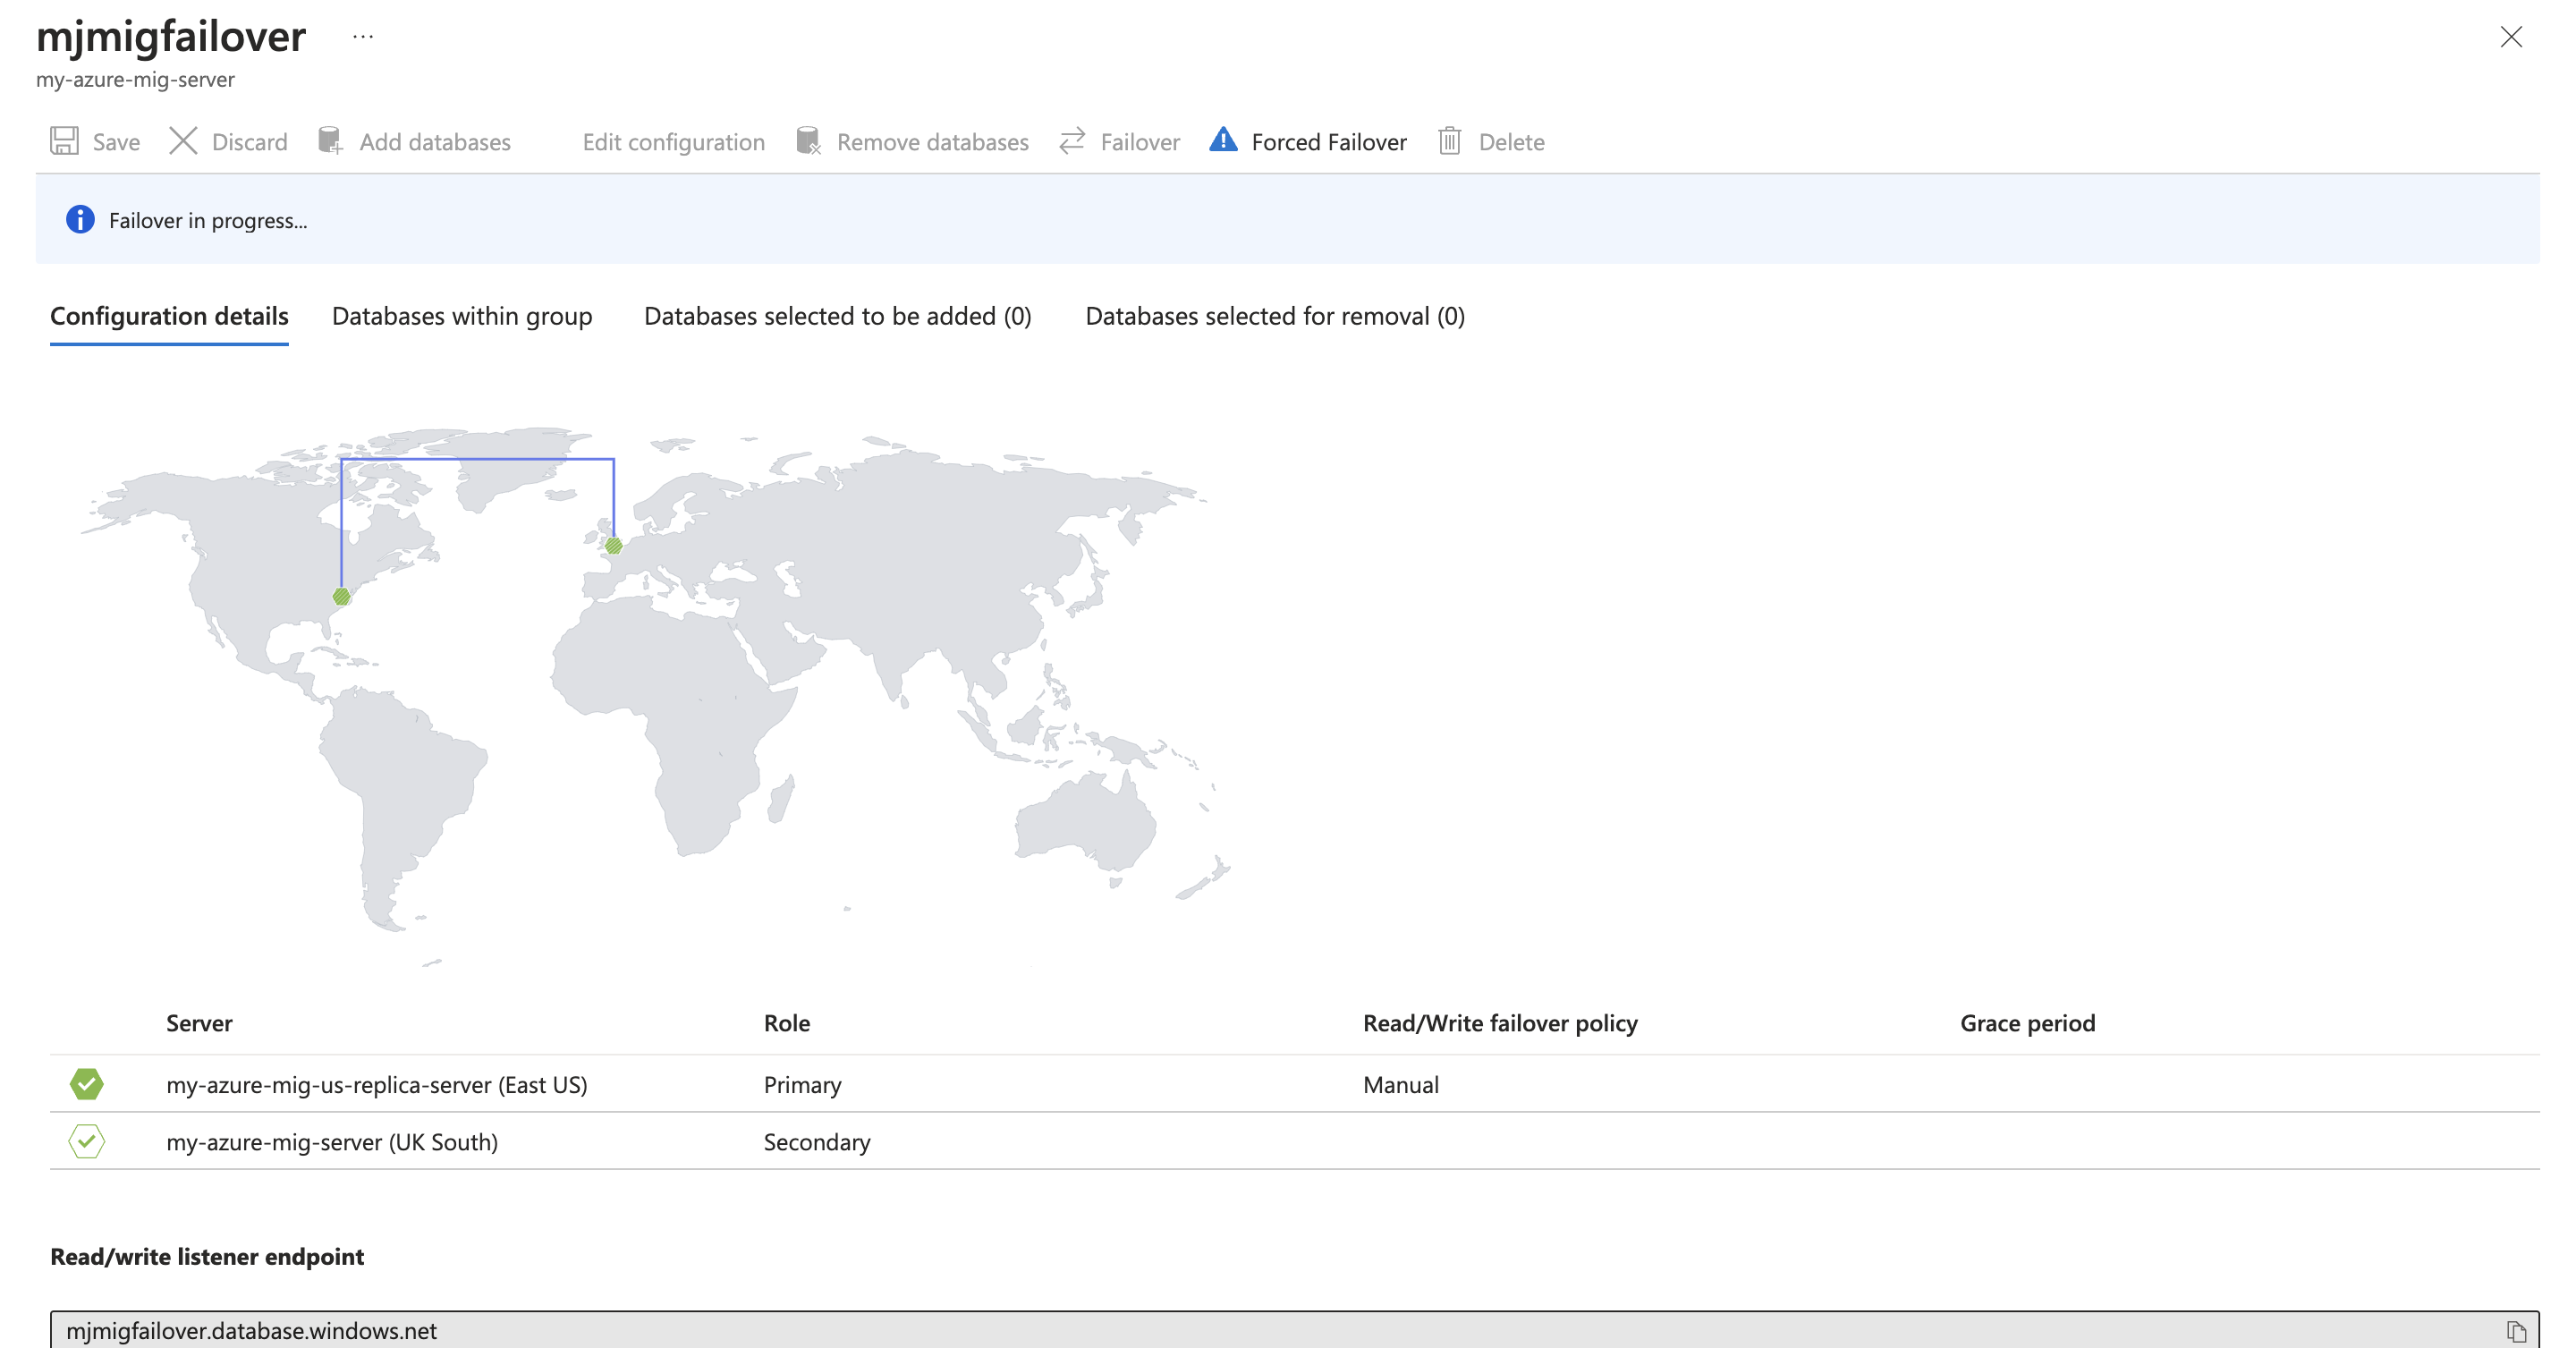 mjmigfailover ...
my-azure-mig-server
Save Discard Add databases Edit configuration Remove databases Failover Forced Failover Delete
Failover in progress...
Configuration details Databases within group Databases selected to be added (0) Databases selected for removal (0)
Server Role Read/Write failover policy Grace period
my-azure-mig-us-replica-server (East US) Primary Manual
my-azure-mig-server (UK South) Secondary
Read/write listener endpoint
mjmigfailover.database.windows.net